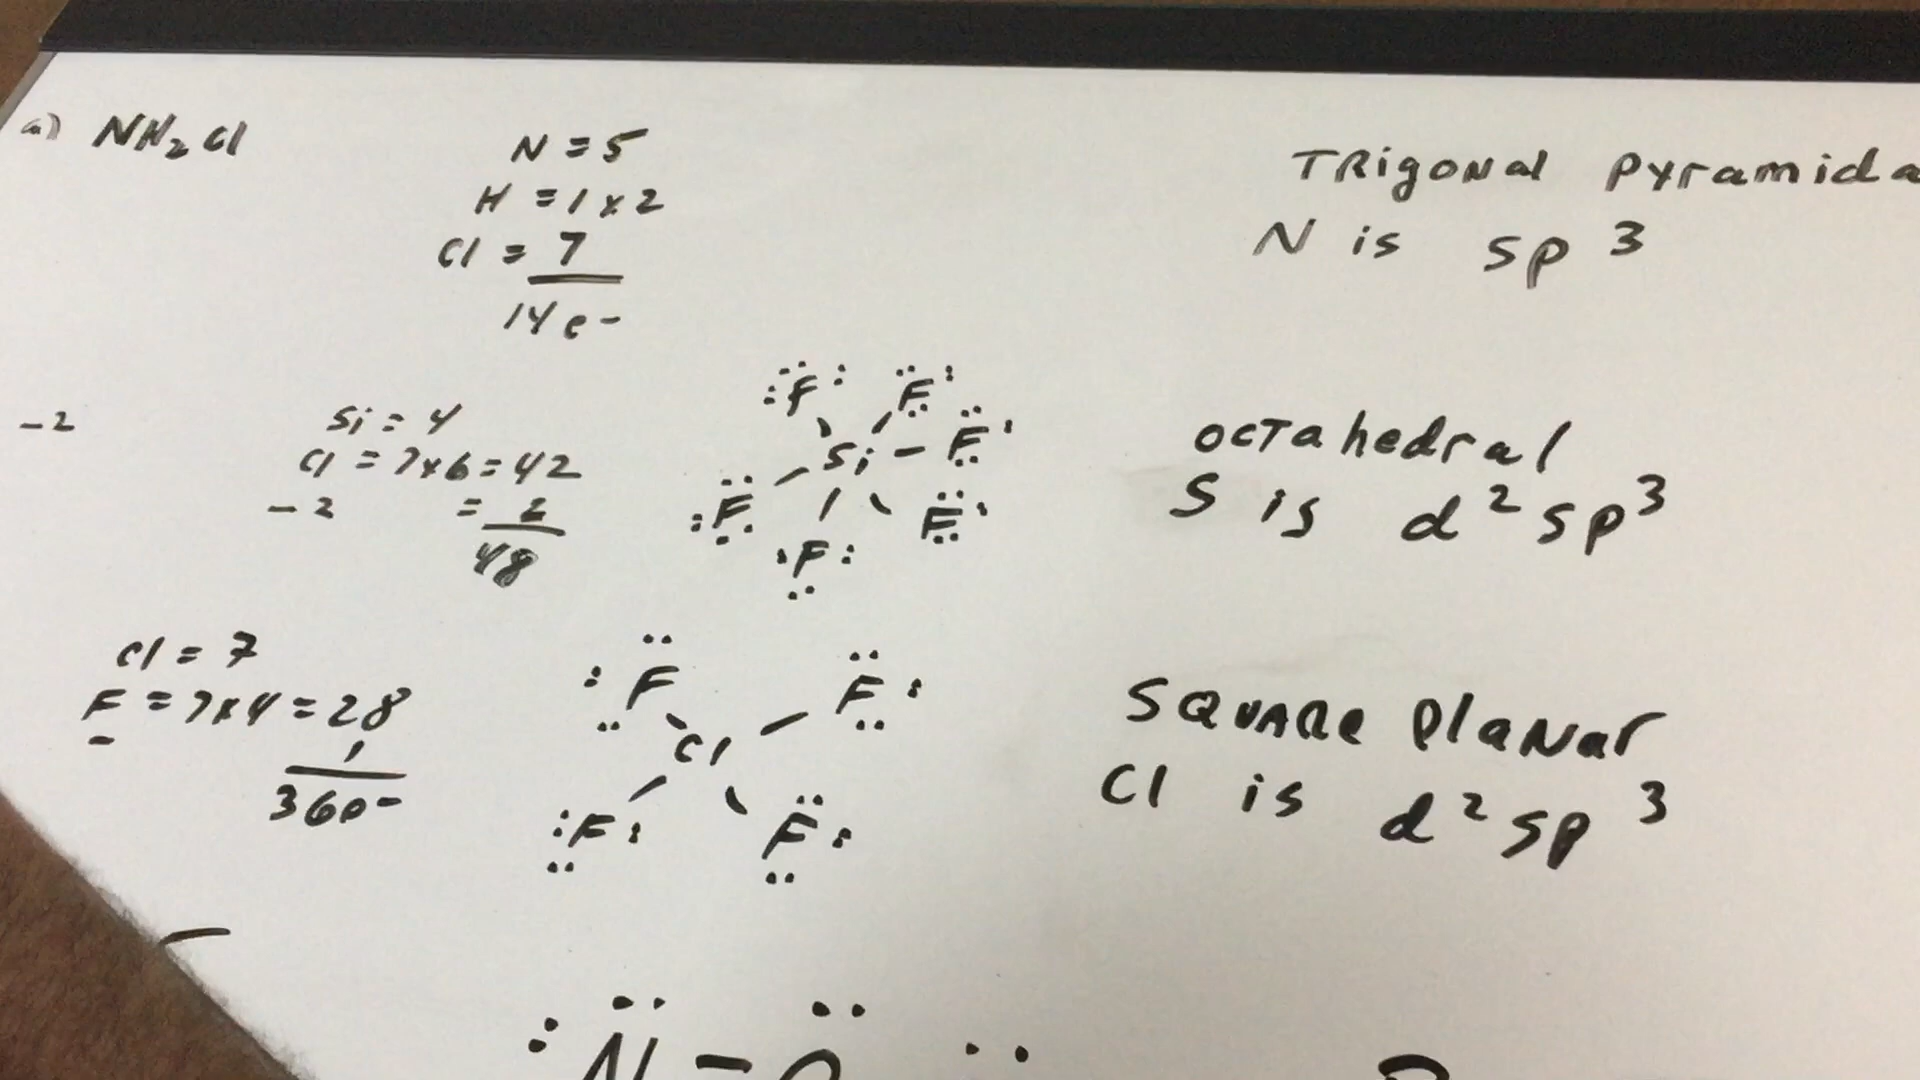 a) NH2Cl
N = 5
H = 1 x 2
Cl = 7
14 e-
Trigonal Pyramida
N is sp3
-2
Si = 4
Cl = 7x6 = 42
-2 = 2
48
:F: F:
Si - F:
:F. F:
:F:
octahedral
S is d2sp3
Cl = 7
F = 7x4 = 28
- 1
36e-
:F F:
Cl
:F: F:
SQUARE Planar
Cl is d2sp3
:N -